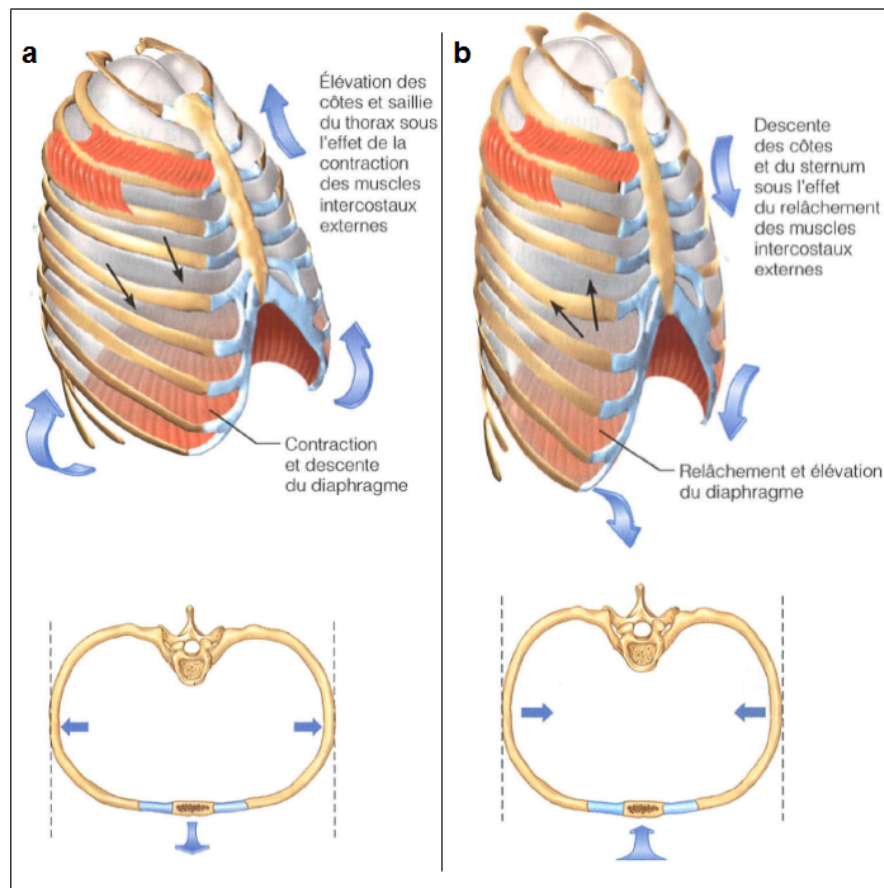 a
Élévation des
côtes et saillie
du thorax sous
l'effet de la
contraction
des muscles
intercostaux
externes
Contraction
et descente
du diaphragme
b
Descente
des côtes
et du sternum
sous l'effet
du relâchement
des muscles
intercostaux
externes
Relâchement et élévation
du diaphragme